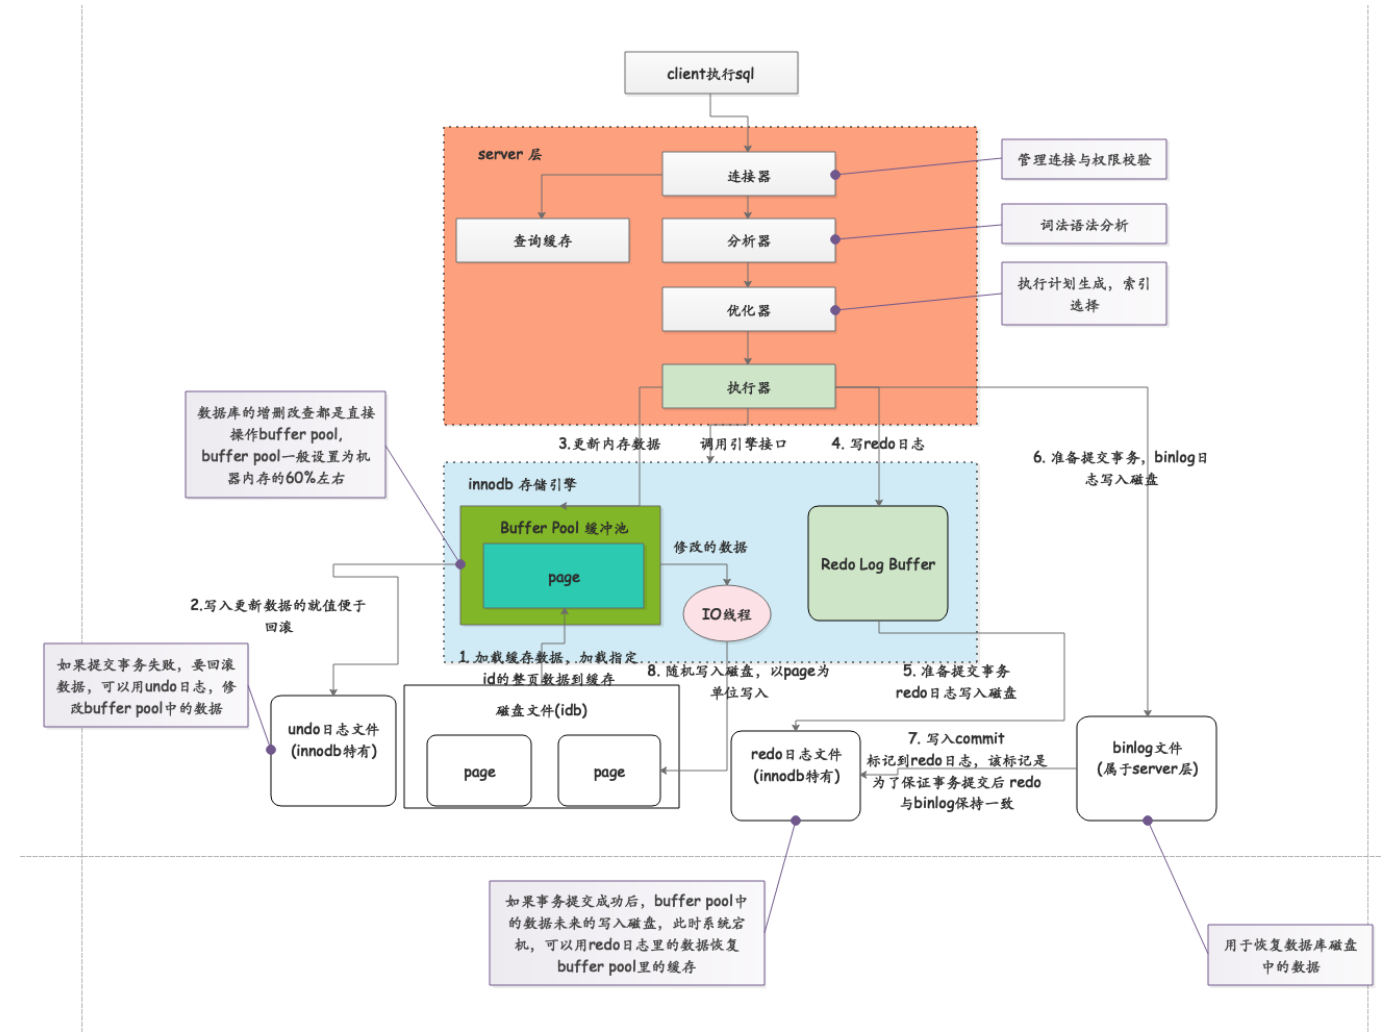 client执行sql
server 层
连接器
管理连接与权限校验
查询缓存
分析器
词法语法分析
优化器
执行计划生成，索引
选择
执行器
数据库的增删改查都是直接
操作buffer pool,
buffer pool一般设置为机
器内存的60%左右
3.更新内存数据
调用引擎接口
4. 写redo日志
6. 准备提交事务，binlog日
志写入磁盘
innodb 存储引擎
Buffer Pool 缓冲池
page
修改的数据
IO线程
Redo Log Buffer
2.写入更新数据的就值便于
回滚
如果提交事务失败，要回滚
数据，可以用undo日志，修
改buffer pool中的数据
1. 加载缓存数据，加载指定
id的整页数据到缓存
8. 随机写入磁盘，以page为
单位写入
5. 准备提交事务
redo日志写入磁盘
undo日志文件
(innodb特有)
磁盘文件(idb)
page
page
redo日志文件
(innodb特有)
7. 写入commit
标记到redo日志，该标记是
为了保证事务提交后 redo
与binlog保持一致
binlog文件
(属于server层)
如果事务提交成功后，buffer pool中
的数据未来的写入磁盘，此时系统宕
机，可以用redo日志里的数据恢复
buffer pool里的缓存
用于恢复数据库磁盘
中的数据